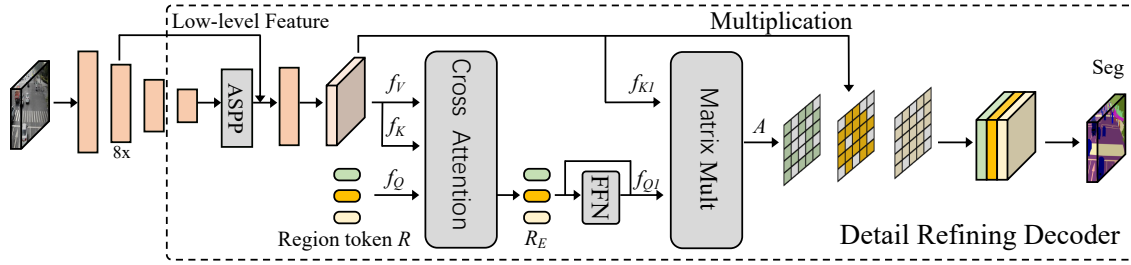 Low-level Feature
Multiplication
Seg
8x
ASPP
f_V
f_K
f_Q
Region token R
Cross Attention
R_E
FFN
f_K1
f_Q1
Matrix Mult
A
Detail Refining Decoder